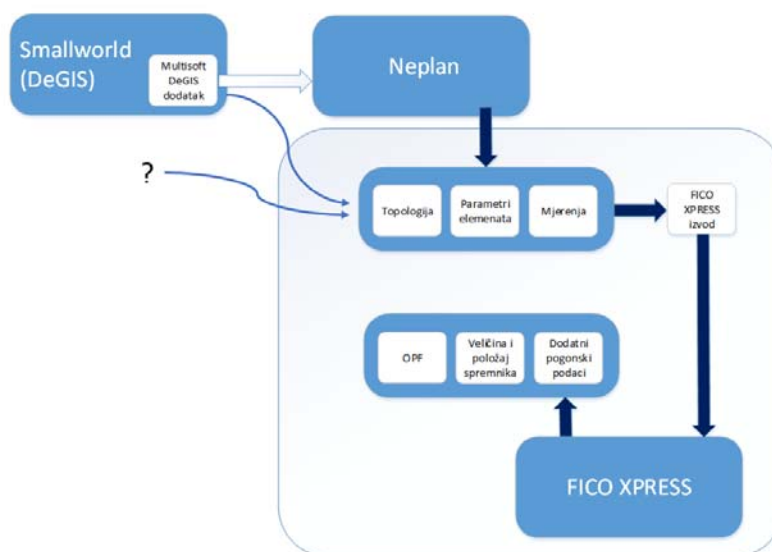 Smallworld
(DeGIS)
Multisoft
DeGIS
dodatak
Neplan
?
Topologija
Parametri
elemenata
Mjerenja
FICO
XPRESS
izvod
OPF
Veličina i
položaj
spremnika
Dodatni
pogonski
podaci
FICO XPRESS